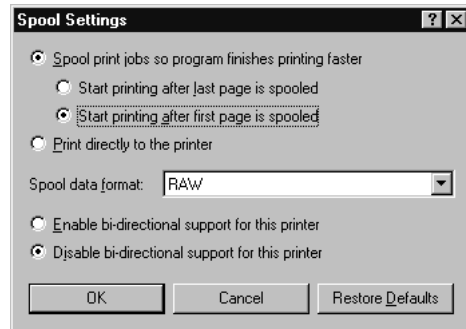 Spool Settings
Spool print jobs so program finishes printing faster
Start printing after last page is spooled
Start printing after first page is spooled
Print directly to the printer
Spool data format: RAW
Enable bi-directional support for this printer
Disable bi-directional support for this printer
OK Cancel Restore Defaults